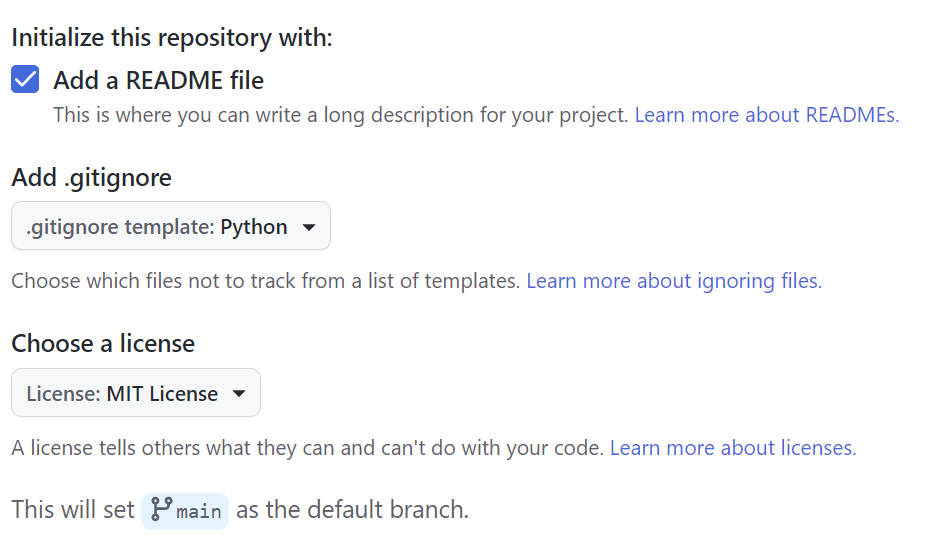 Initialize this repository with:
Add a README file
This is where you can write a long description for your project. Learn more about READMEs.
Add .gitignore
.gitignore template: Python
Choose which files not to track from a list of templates. Learn more about ignoring files.
Choose a license
License: MIT License
A license tells others what they can and can't do with your code. Learn more about licenses.
This will set main as the default branch.